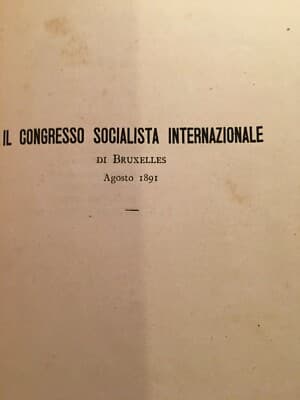 IL CONGRESSO SOCIALISTA INTERNAZIONALE
DI BRUXELLES
Agosto 1891